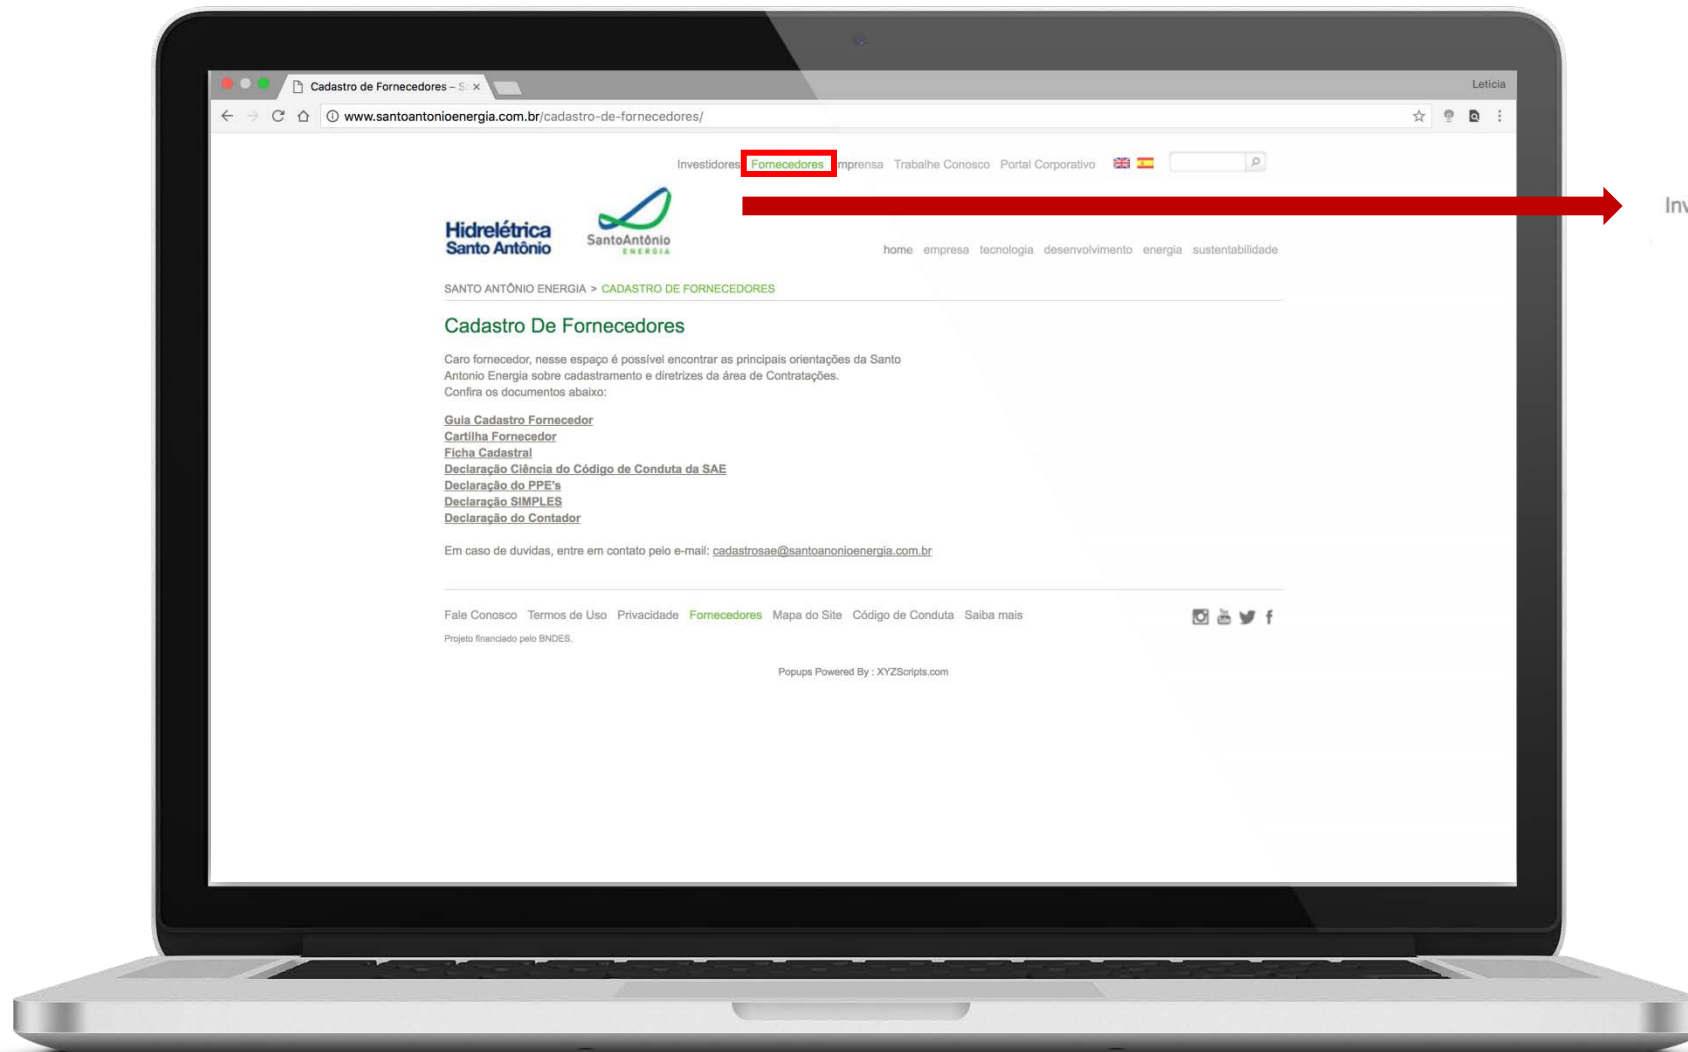 Cadastro de Fornecedores – S
Letícia
www.santoantonioenergia.com.br/cadastro-de-fornecedores/
Investidores Fornecedores mprensa Trabalhe Conosco Portal Corporativo
Inv
Hidrelétrica
Santo Antônio
SantoAntônio
ENERGIA
home empresa tecnologia desenvolvimento energia sustentabilidade
SANTO ANTÔNIO ENERGIA > CADASTRO DE FORNECEDORES
Cadastro De Fornecedores
Caro fornecedor, nesse espaço é possível encontrar as principais orientações da Santo
Antonio Energia sobre cadastramento e diretrizes da área de Contratações.
Confira os documentos abaixo:
Guia Cadastro Fornecedor
Cartilha Fornecedor
Ficha Cadastral
Declaração Ciência do Código de Conduta da SAE
Declaração do PPE's
Declaração SIMPLES
Declaração do Contador
Em caso de duvidas, entre em contato pelo e-mail: cadastrosae@santoanonioenergia.com.br
Fale Conosco Termos de Uso Privacidade Fornecedores Mapa do Site Código de Conduta Saiba mais
Projeto financiado pelo BNDES.
Popups Powered By : XYZScripts.com